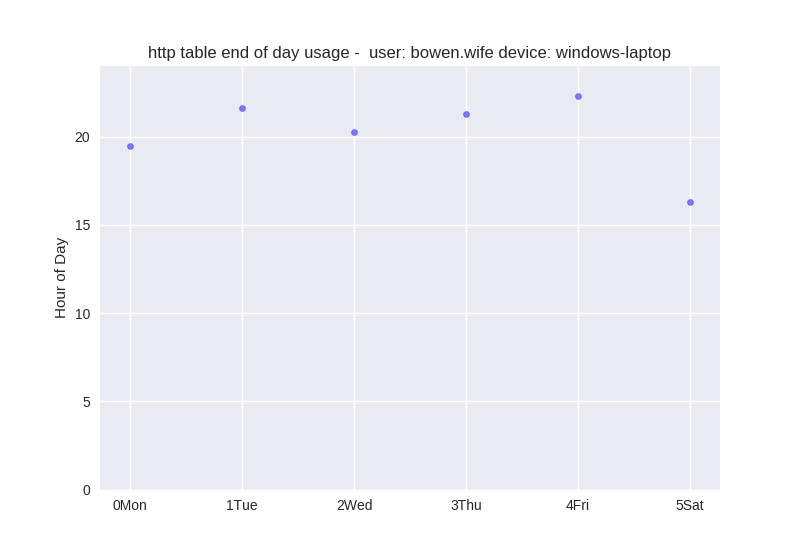 http table end of day usage -  user: bowen.wife device: windows-laptop
Hour of Day
20
15
10
5
0
0Mon 1Tue 2Wed 3Thu 4Fri 5Sat